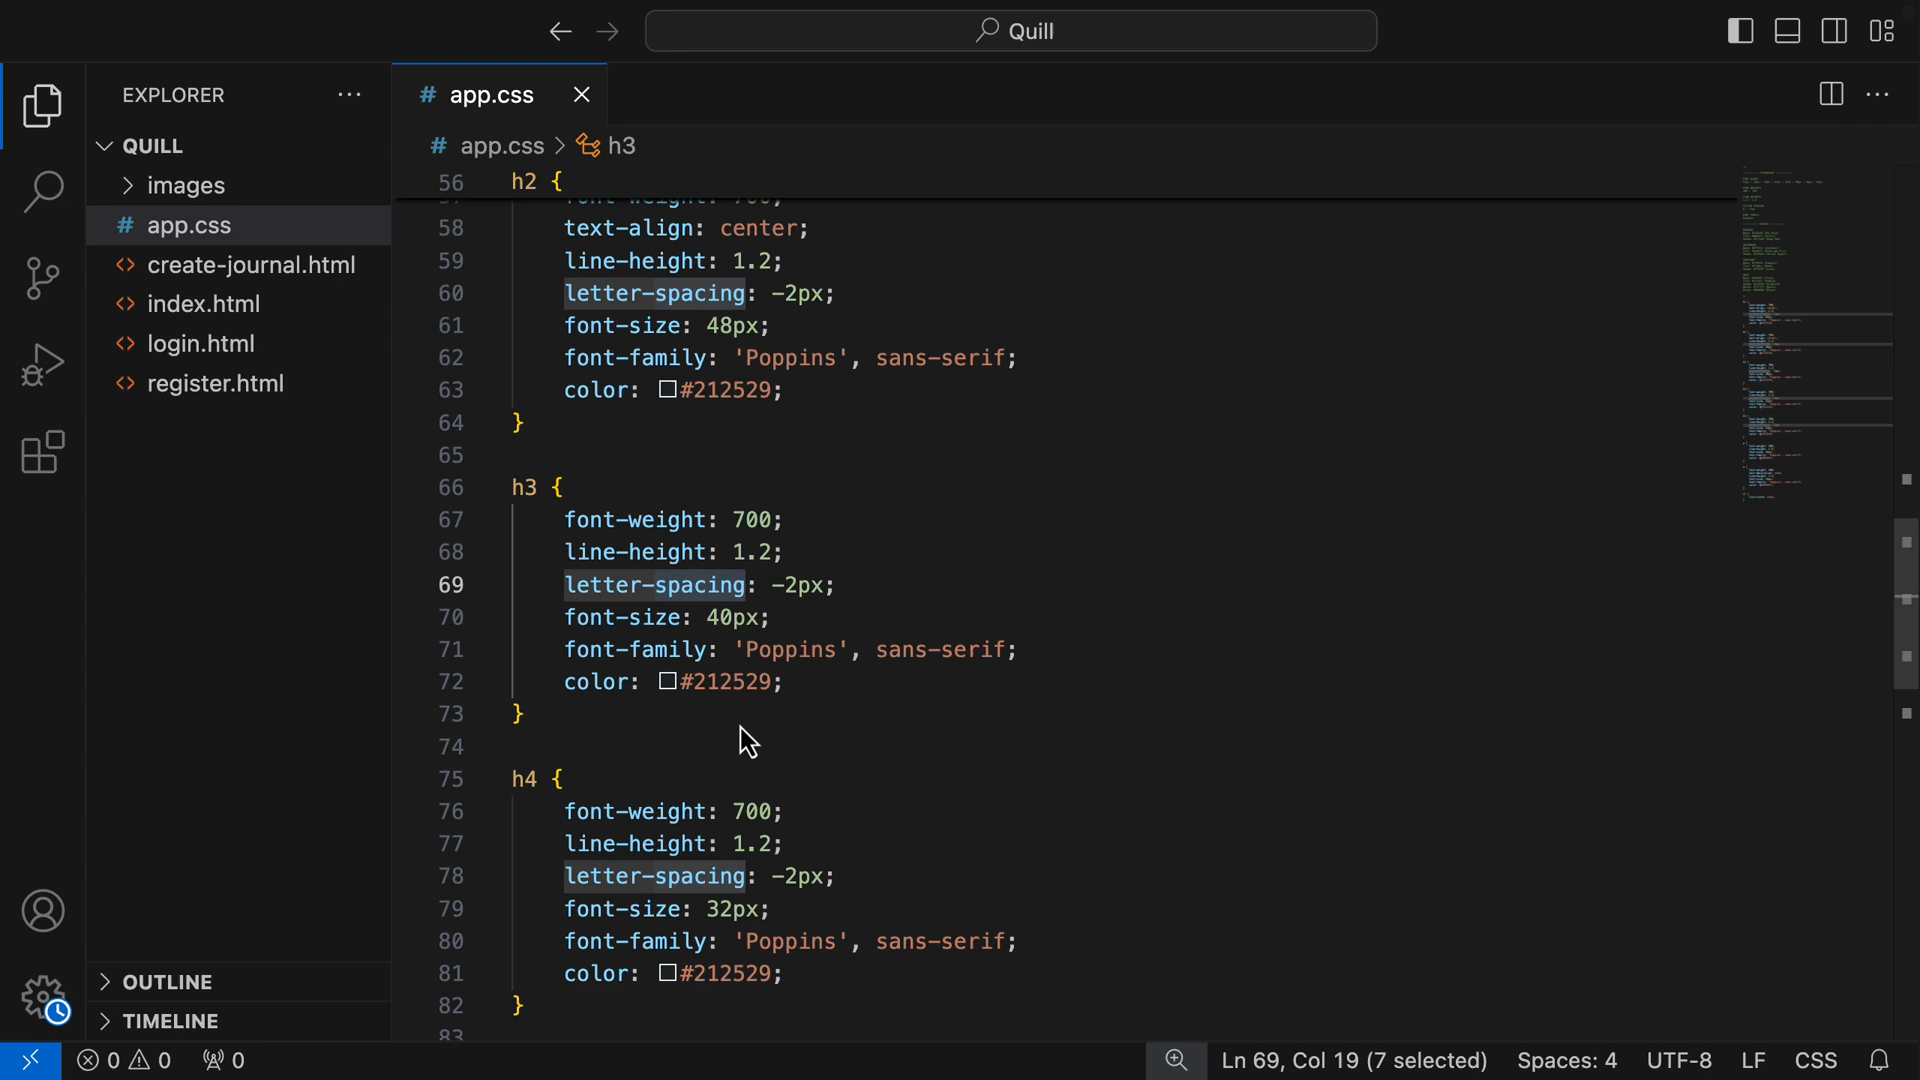 Quill
EXPLORER
# app.css
QUILL
# app.css > h3
images
# app.css
<> create-journal.html
<> index.html
<> login.html
<> register.html
OUTLINE
TIMELINE
56 h2 {
font-weight: 700;
58 text-align: center;
59 line-height: 1.2;
60 letter-spacing: -2px;
61 font-size: 48px;
62 font-family: 'Poppins', sans-serif;
63 color: #212529;
64 }
65
66 h3 {
67 font-weight: 700;
68 line-height: 1.2;
69 letter-spacing: -2px;
70 font-size: 40px;
71 font-family: 'Poppins', sans-serif;
72 color: #212529;
73 }
74
75 h4 {
76 font-weight: 700;
77 line-height: 1.2;
78 letter-spacing: -2px;
79 font-size: 32px;
80 font-family: 'Poppins', sans-serif;
81 color: #212529;
82 }
83
0 0 0 Ln 69, Col 19 (7 selected) Spaces: 4 UTF-8 LF CSS